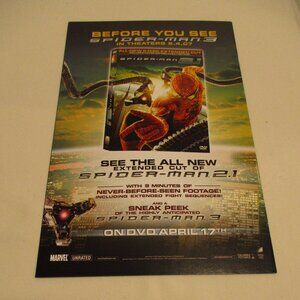 BEFORE YOU SEE
SPIDER-MAN 3
IN THEATERS 5.4.07
SPIDER-MAN 2.1
SEE THE ALL NEW
EXTENDED CUT OF
SPIDER-MAN 2.1
WITH 8 MINUTES OF
NEVER-BEFORE-SEEN FOOTAGE!
INCLUDING EXTENDED FIGHT SEQUENCES!
AND A
SNEAK PEEK
OF THE HIGHLY ANTICIPATED
SPIDER-MAN 3
ON DVD APRIL 17TH
MARVEL UNRATED